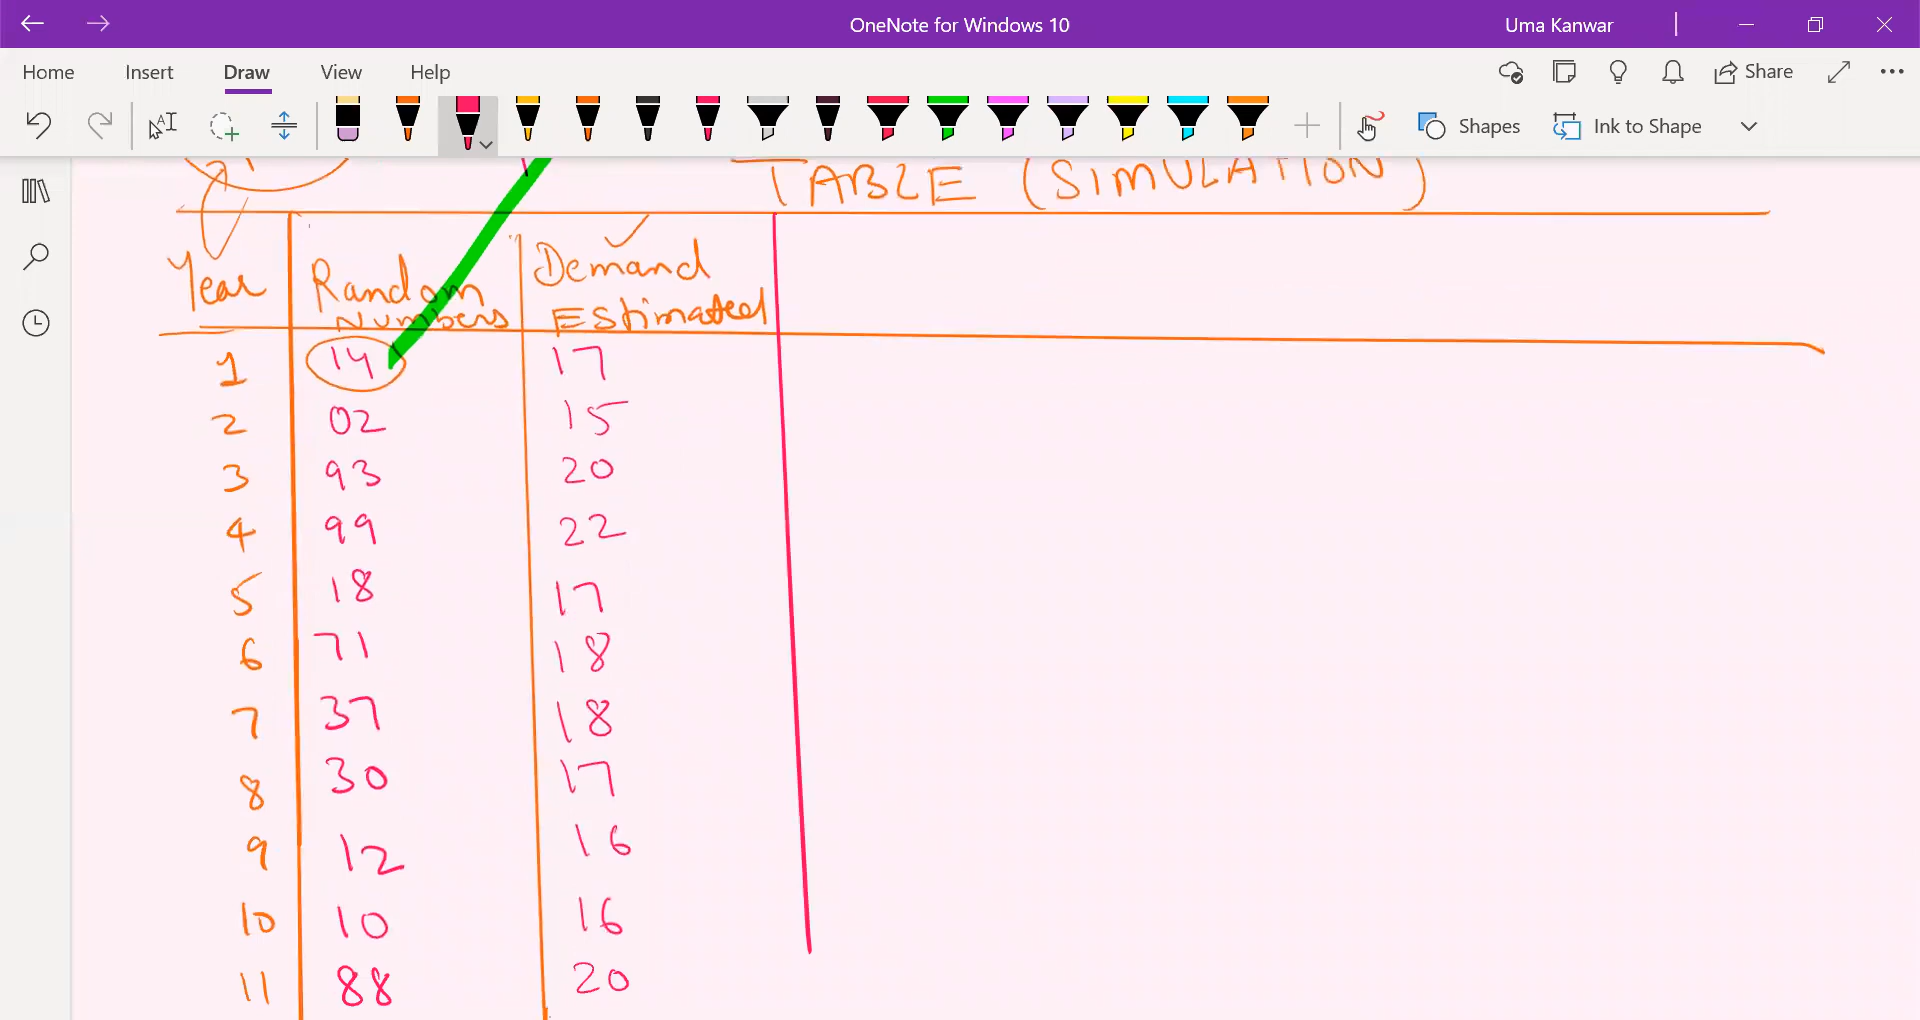 OneNote for Windows 10
Uma Kanwar
Home Insert Draw View Help
Share
Shapes
Ink to Shape
TABLE (SIMULATION)
Year Random Numbers Demand Estimated
1 14 17
2 02 15
3 93 20
4 99 22
5 18 17
6 71 18
7 37 18
8 30 17
9 12 16
10 10 16
11 88 20